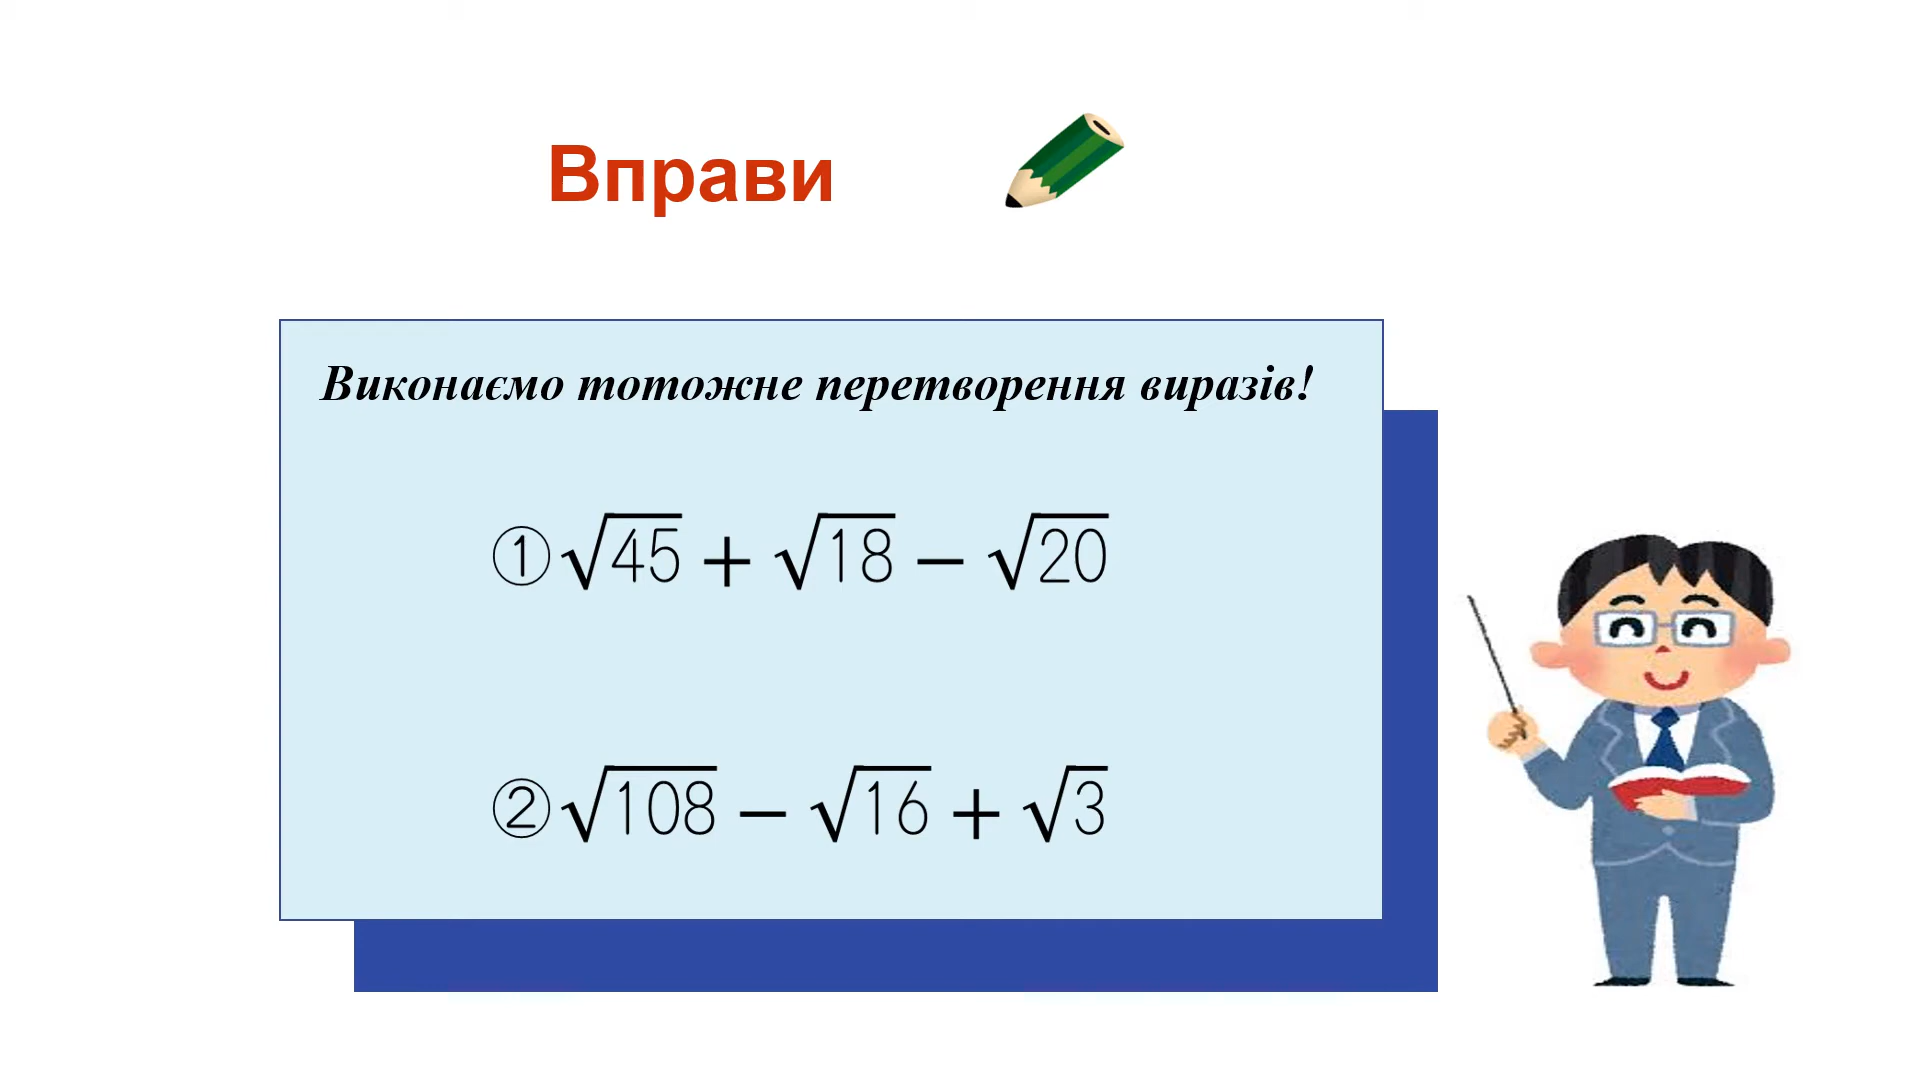 Вправи
Виконаємо тотожне перетворення виразів!
①√45 + √18 − √20
②√108 − √16 + √3